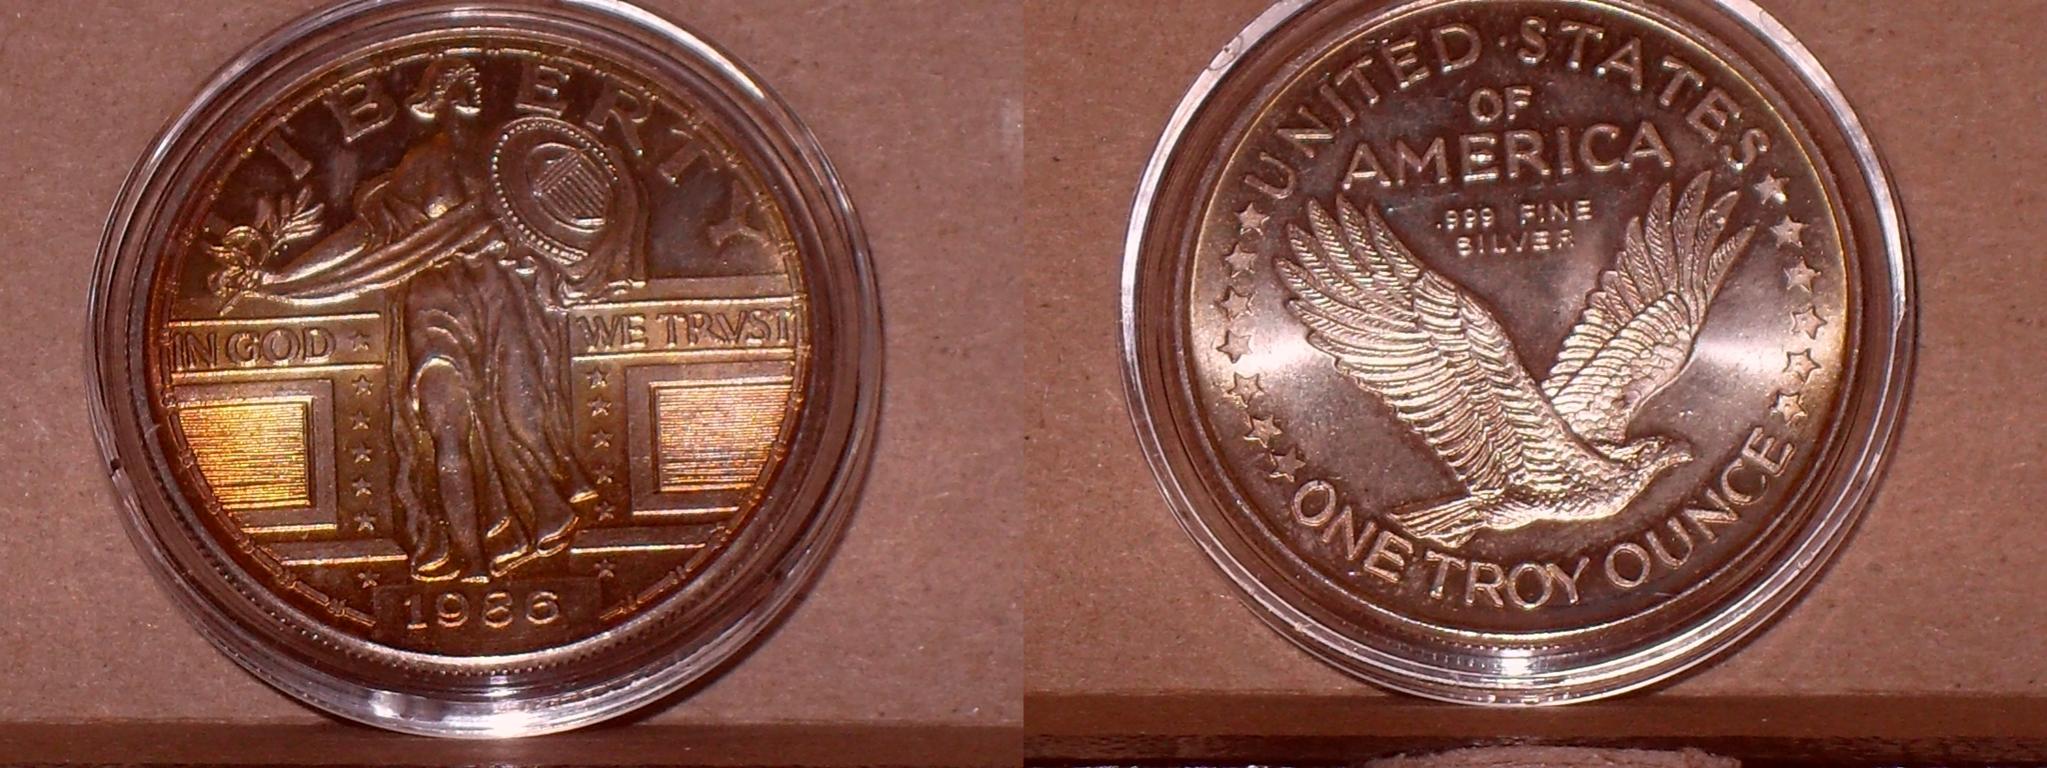 LIBERTY
IN GOD WE TRVST
1986
UNITED STATES
OF
AMERICA
.999 FINE
SILVER
ONE TROY OUNCE